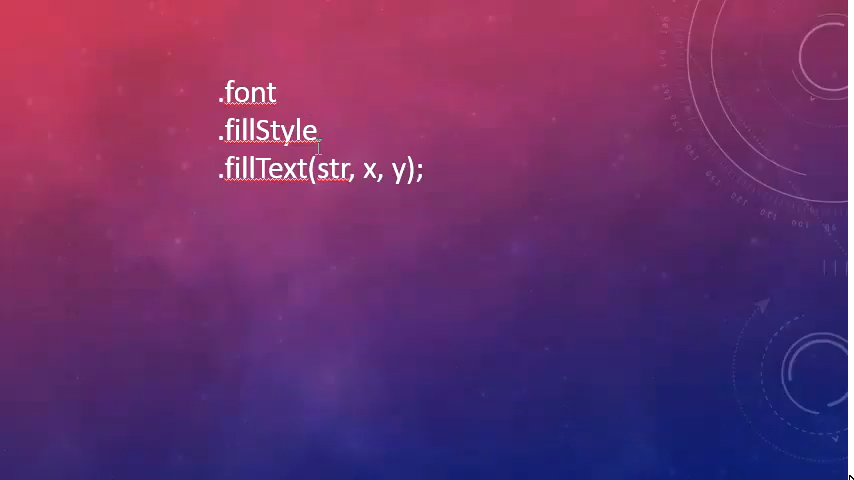 .font
.fillStyle
.fillText(str, x, y);